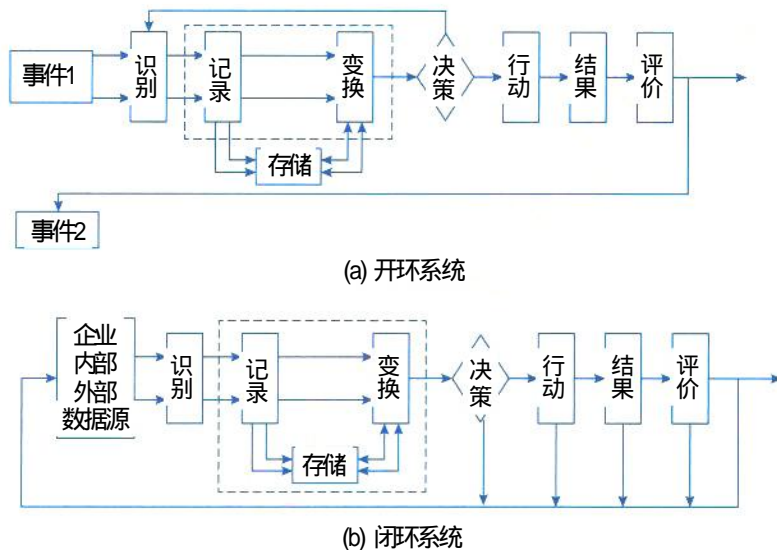 事件1
识别
记录
变换
决策
行动
结果
评价
存储
事件2
(a) 开环系统
企业
内部
外部
数据源
识别
记录
变换
决策
行动
结果
评价
存储
(b) 闭环系统